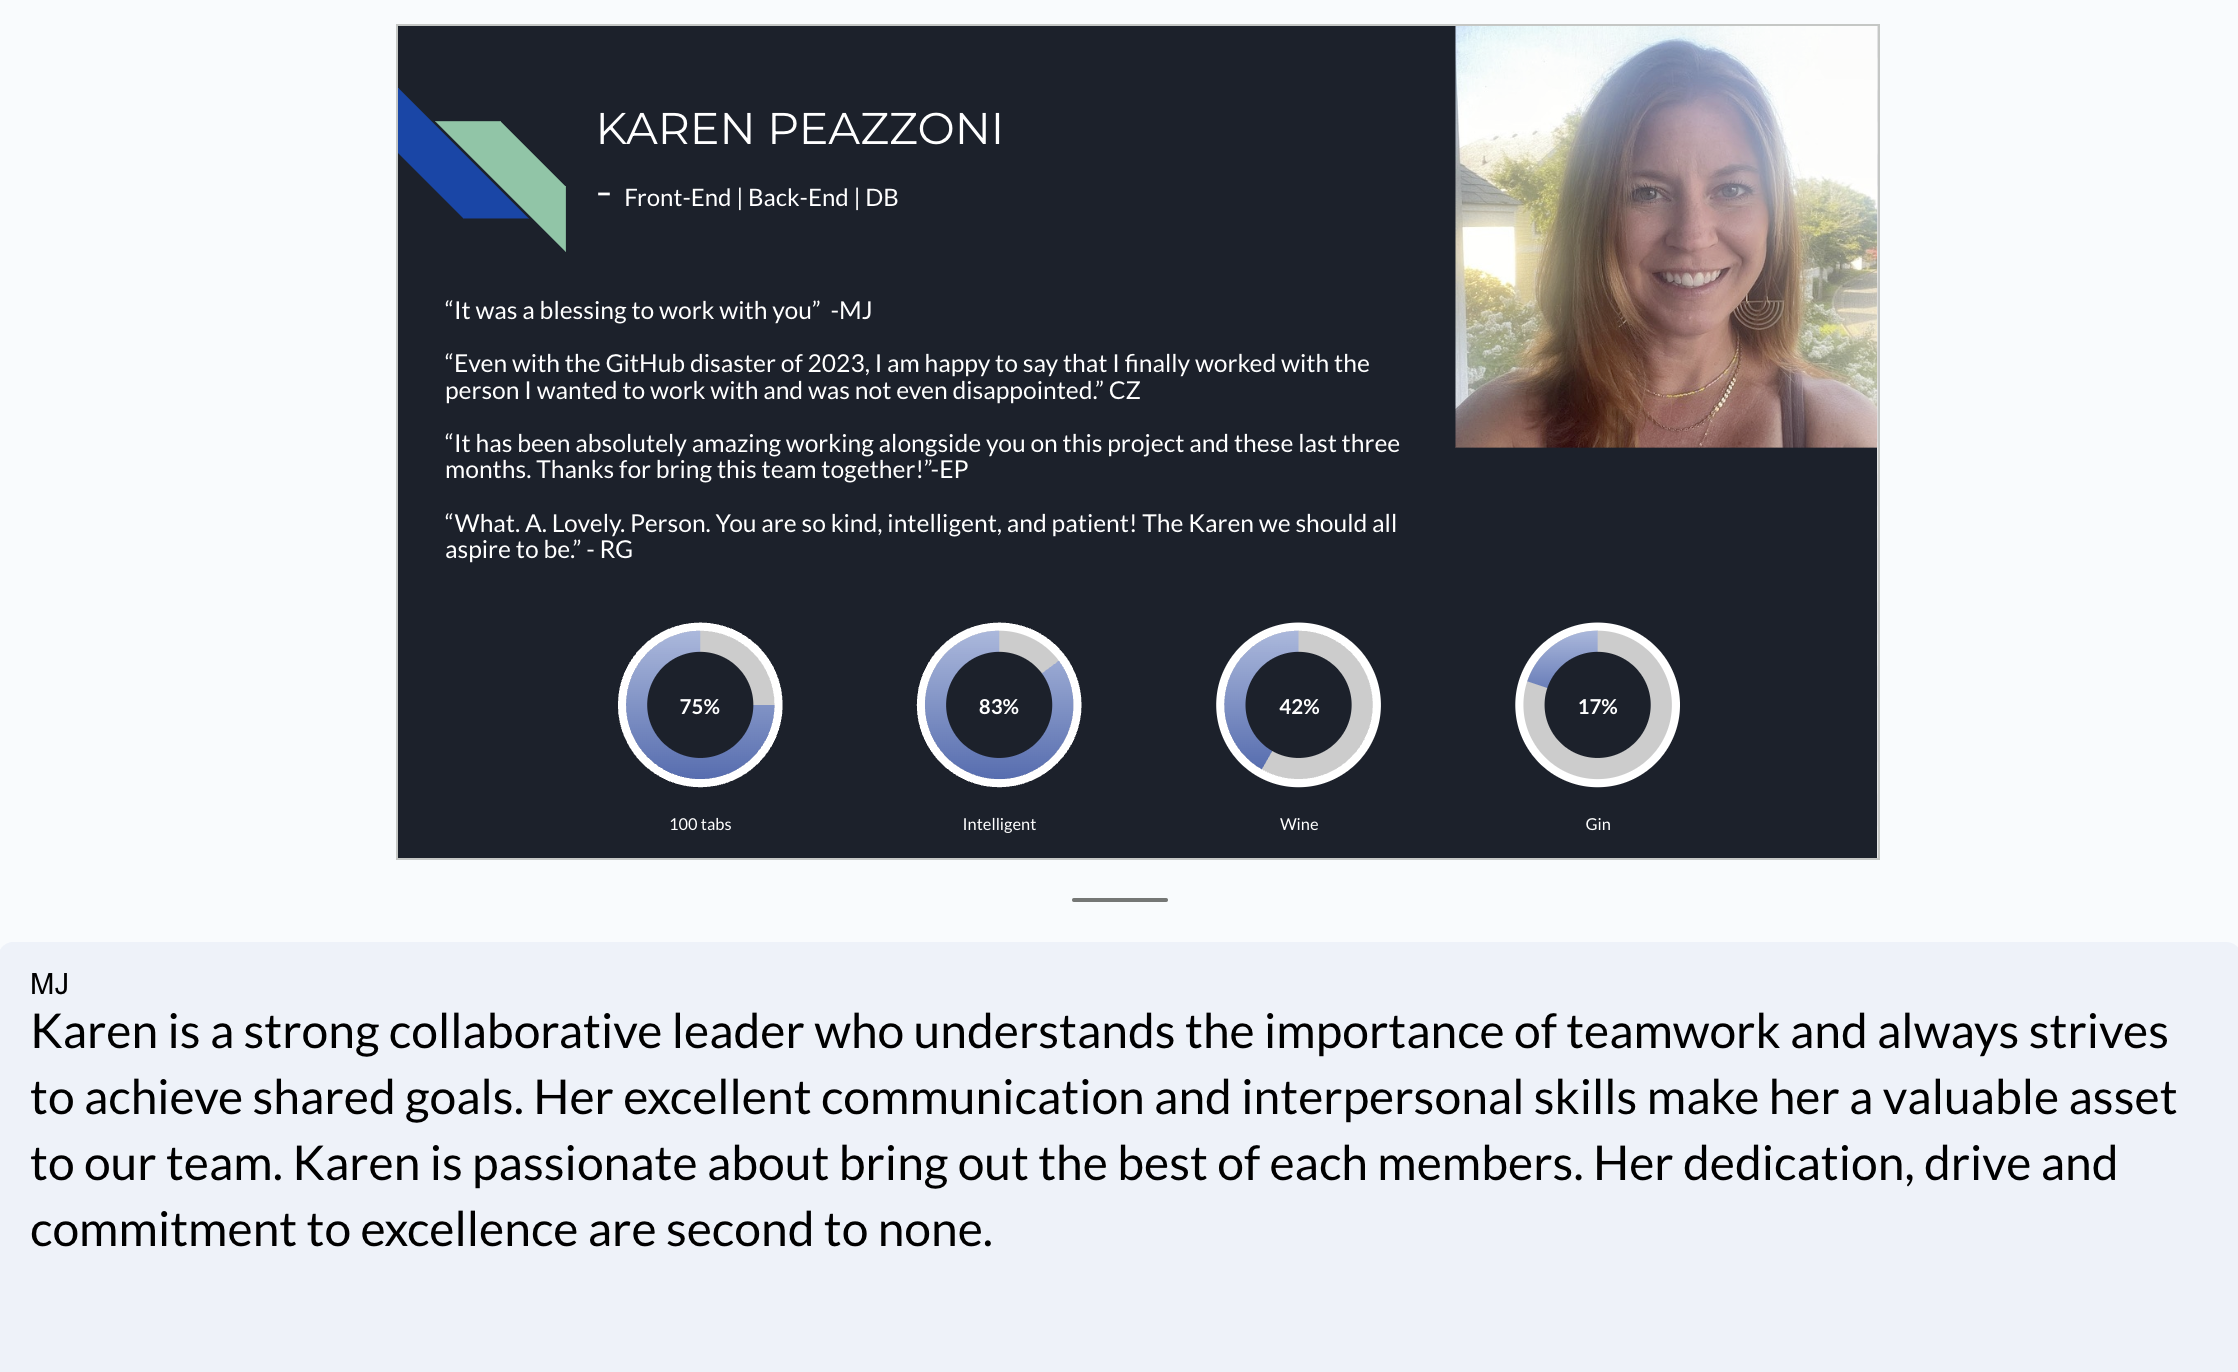 KAREN PEAZZONI
– Front-End | Back-End | DB
“It was a blessing to work with you”  -MJ
“Even with the GitHub disaster of 2023, I am happy to say that I finally worked with the
person I wanted to work with and was not even disappointed.” CZ
“It has been absolutely amazing working alongside you on this project and these last three
months. Thanks for bring this team together!”-EP
“What. A. Lovely. Person. You are so kind, intelligent, and patient! The Karen we should all
aspire to be.” - RG
75% 83% 42% 17%
100 tabs Intelligent Wine Gin
MJ
Karen is a strong collaborative leader who understands the importance of teamwork and always strives
to achieve shared goals. Her excellent communication and interpersonal skills make her a valuable asset
to our team. Karen is passionate about bring out the best of each members. Her dedication, drive and
commitment to excellence are second to none.